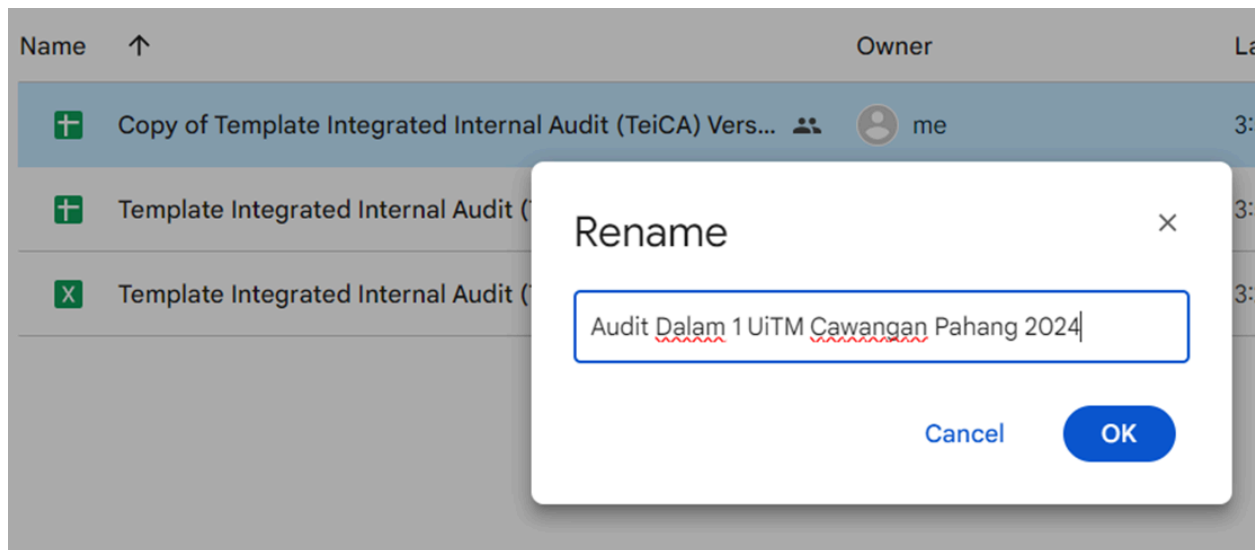 Name Owner La
Copy of Template Integrated Internal Audit (TeiCA) Vers... me 3:
Template Integrated Internal Audit ( 3:
Template Integrated Internal Audit ( 3:
Rename
Audit Dalam 1 UiTM Cawangan Pahang 2024
Cancel OK